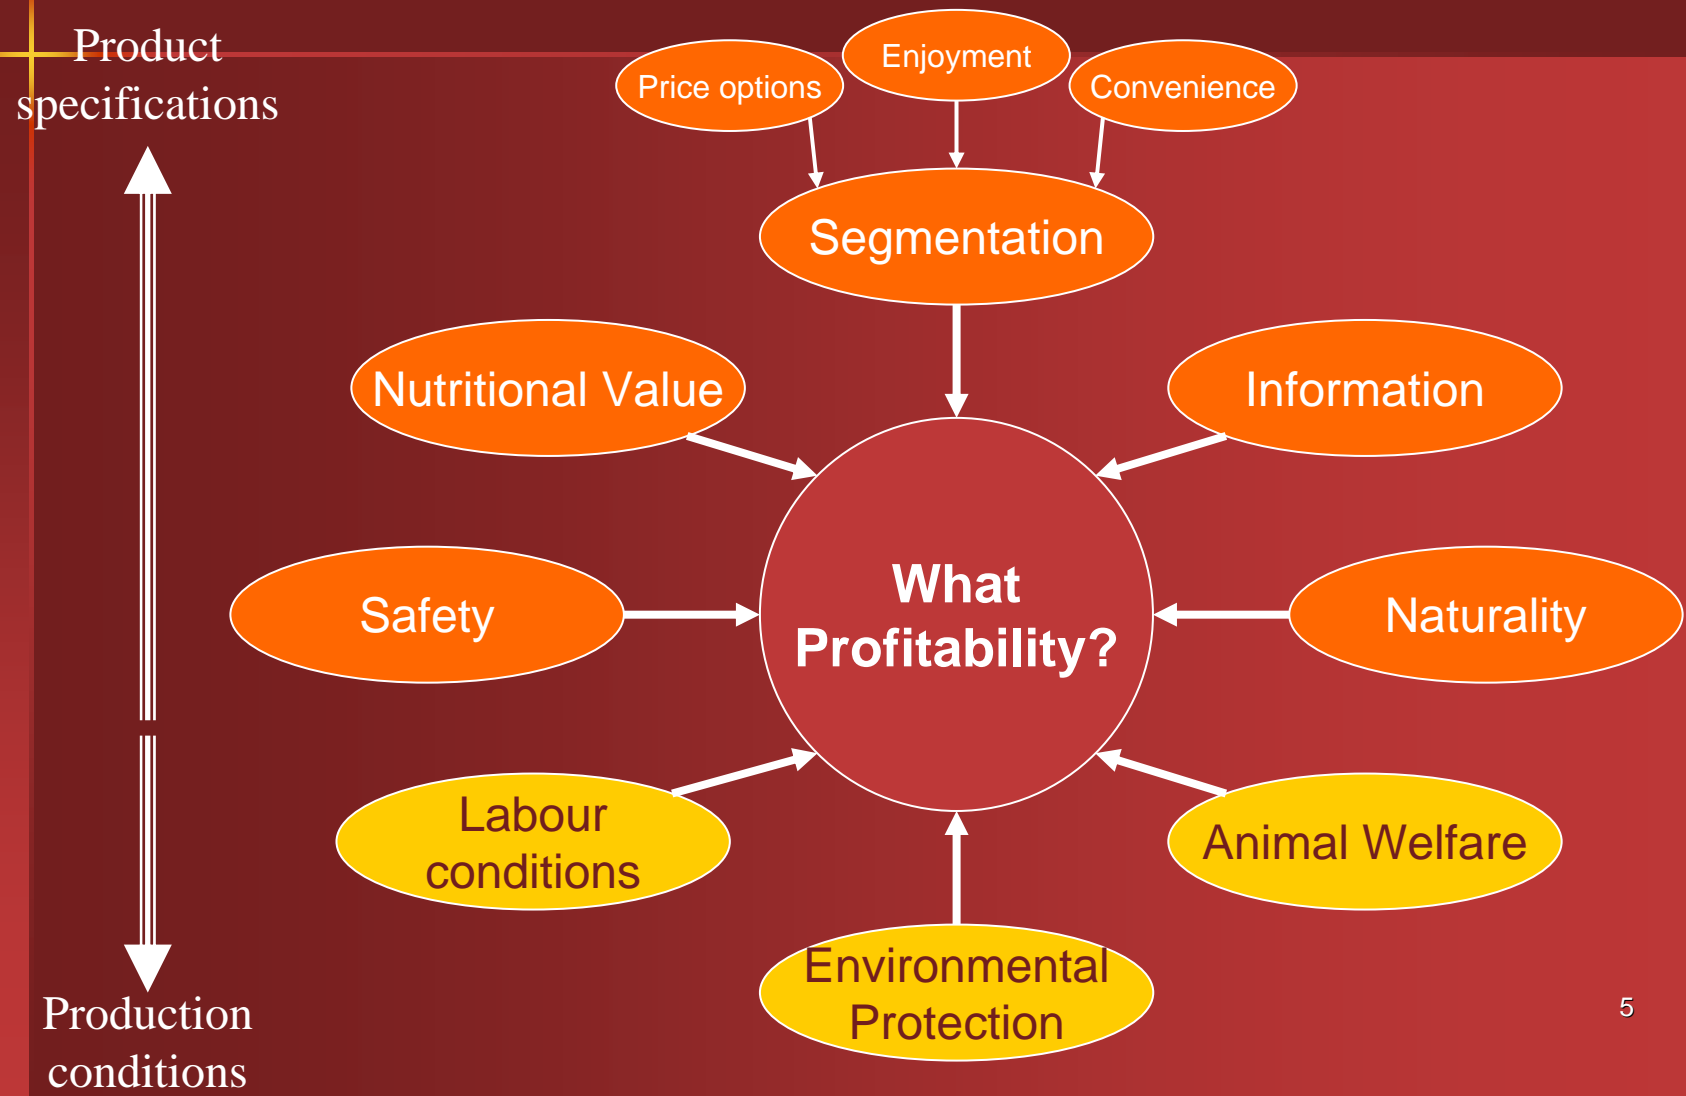 Product
specifications
Enjoyment
Price options
Convenience
Segmentation
Nutritional Value
Information
What
Profitability?
Safety
Naturality
Labour
conditions
Animal Welfare
Environmental
Protection
Production
conditions
5